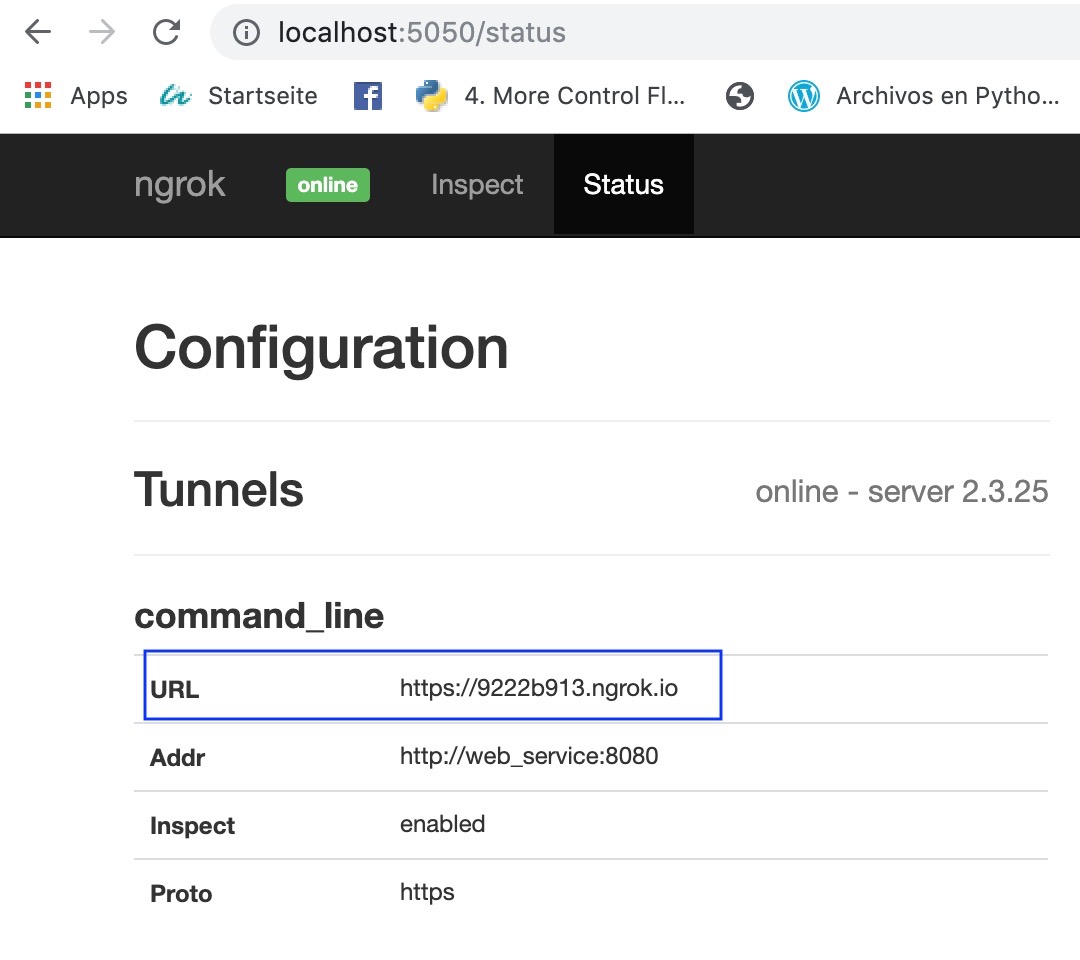 localhost:5050/status
Apps Startseite 4. More Control Fl... Archivos en Pytho...
ngrok online Inspect Status
Configuration
Tunnels online - server 2.3.25
command_line
URL https://9222b913.ngrok.io
Addr http://web_service:8080
Inspect enabled
Proto https